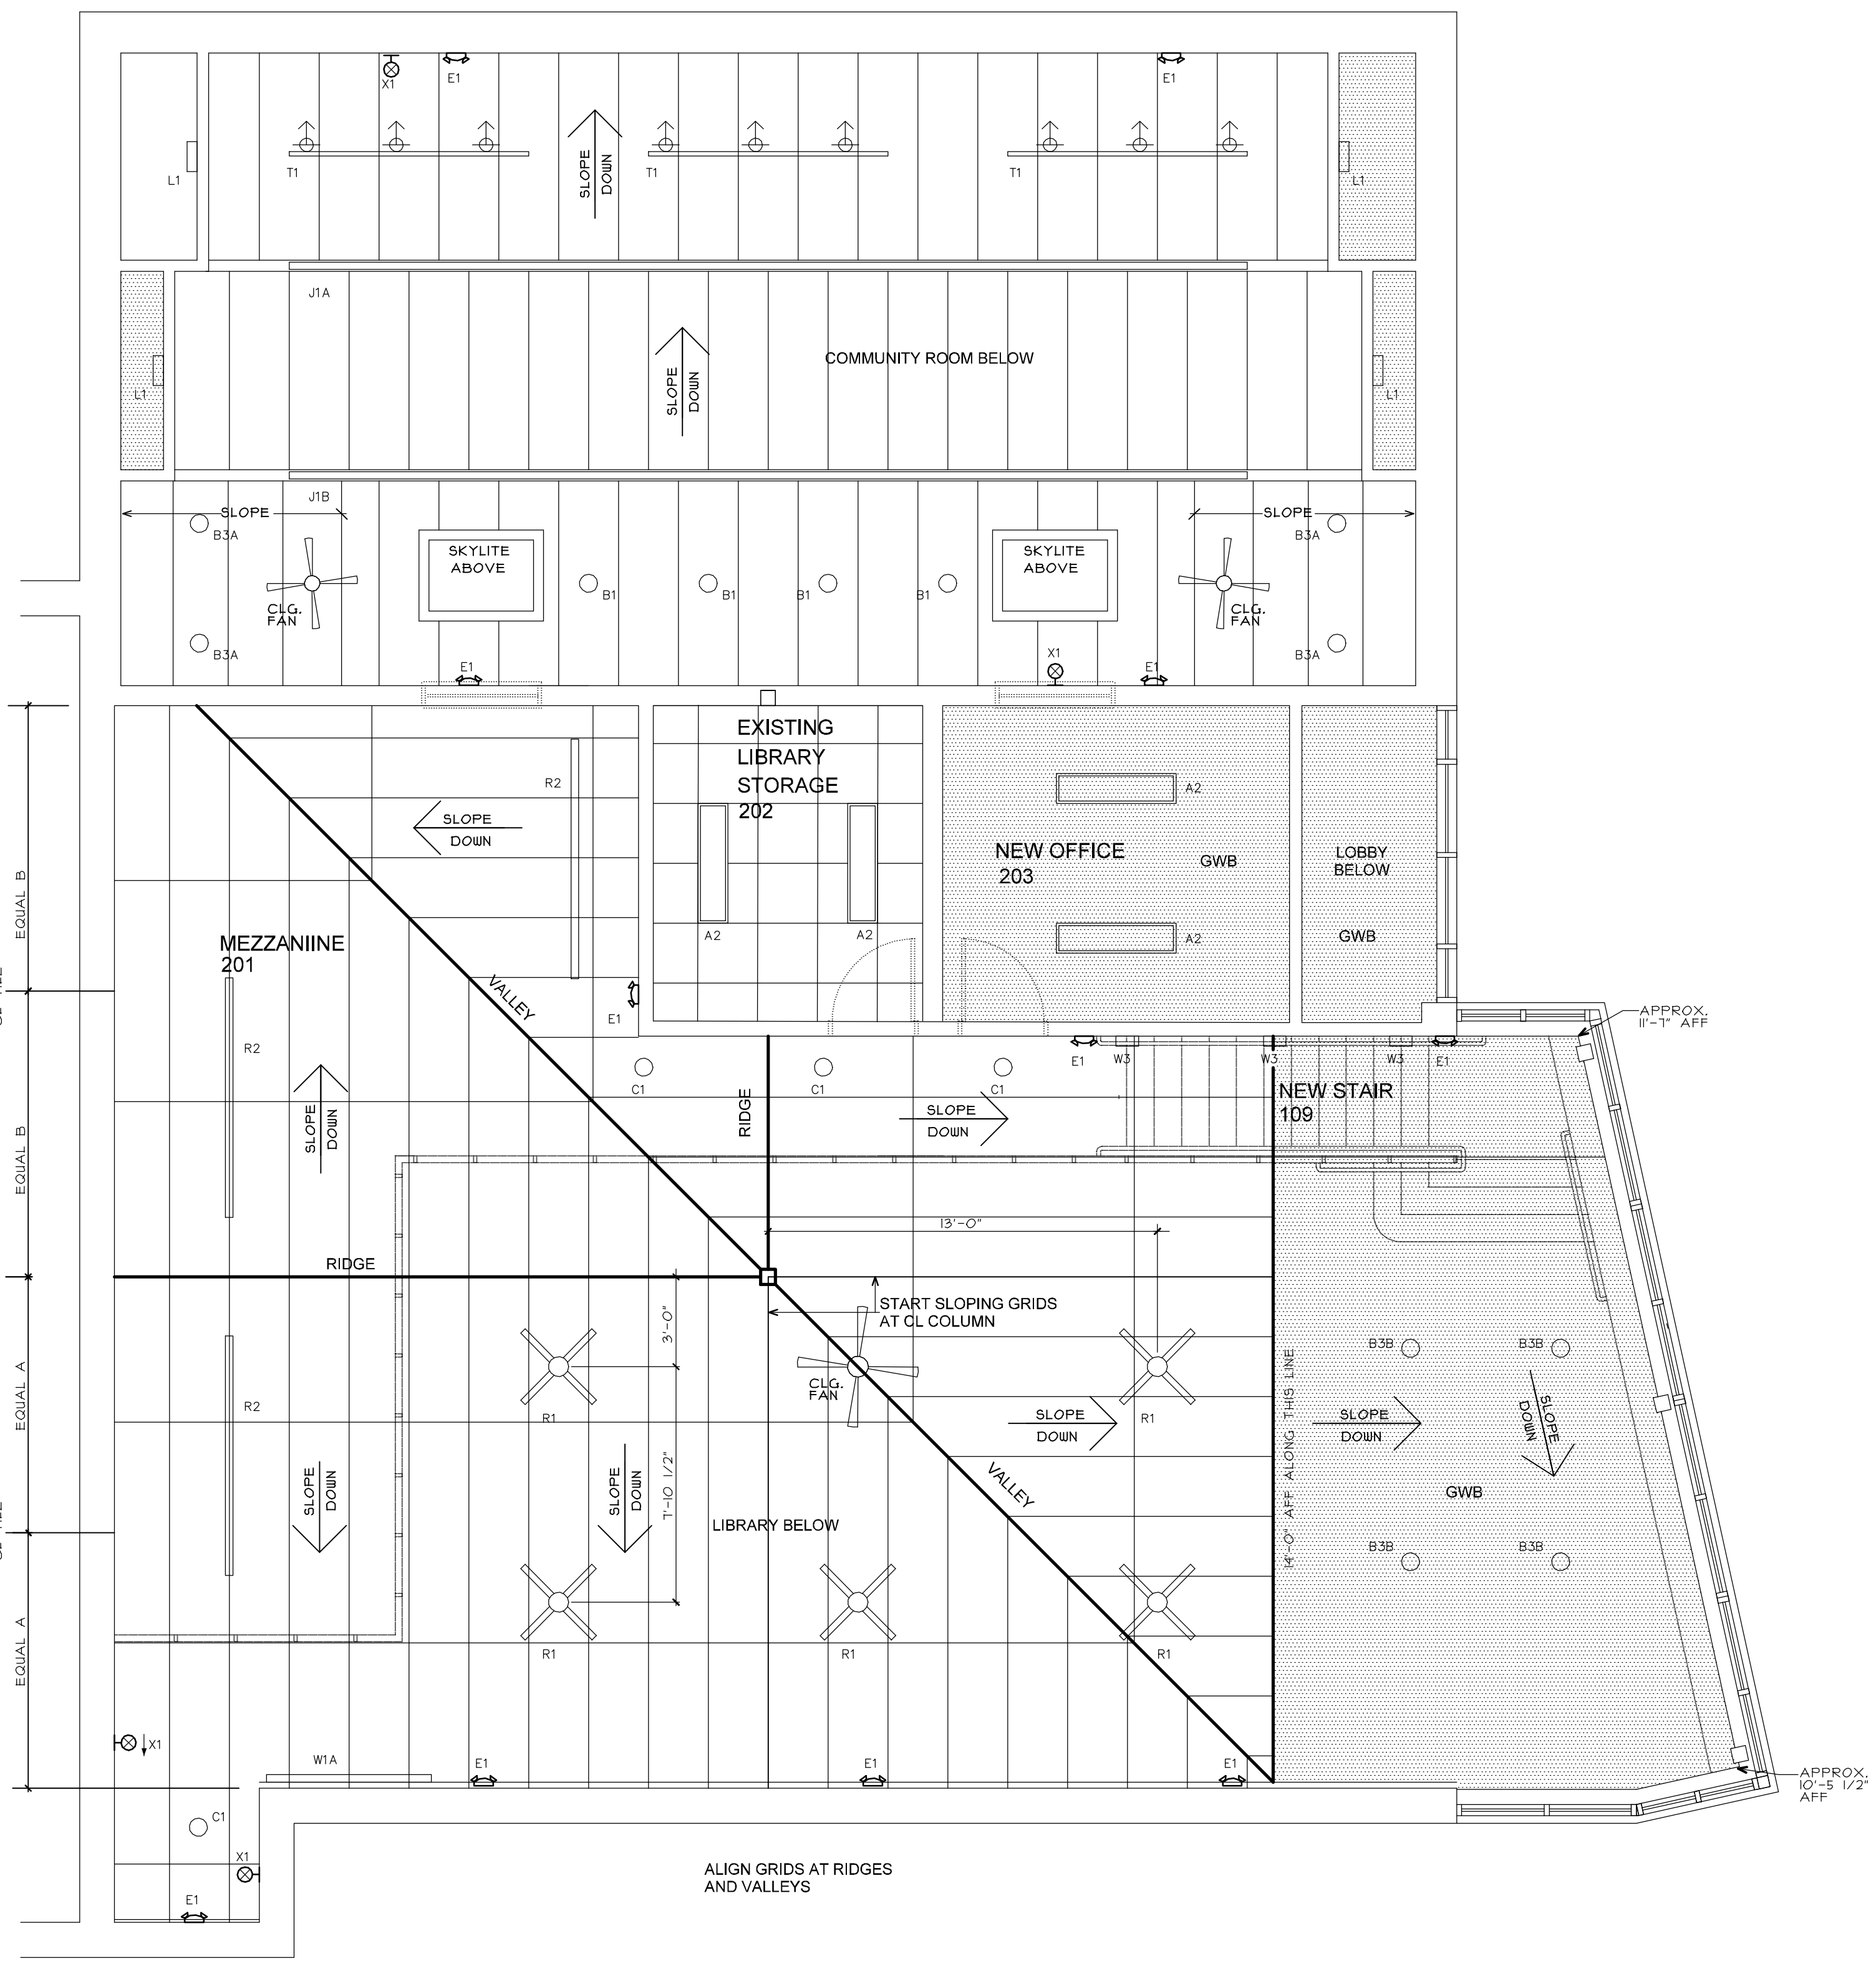 X1
E1
E1
T1
T1
T1
L1
L1
SLOPE
DOWN
J1A
COMMUNITY ROOM BELOW
SLOPE
DOWN
L1
L1
J1B
SLOPE
SLOPE
B3A
B3A
SKYLITE
ABOVE
SKYLITE
ABOVE
B1
B1
B1
B1
CLG.
FAN
CLG.
FAN
B3A
B3A
E1
X1
E1
EXISTING
LIBRARY
STORAGE
202
R2
A2
SLOPE
DOWN
NEW OFFICE
203
GWB
LOBBY
BELOW
EQUAL B
MEZZANIINE
201
A2
A2
A2
GWB
VALLEY
E1
APPROX.
11'-7" AFF
R2
E1
W3
W3
W3
E1
C1
C1
C1
NEW STAIR
109
RIDGE
SLOPE
DOWN
SLOPE
DOWN
EQUAL B
13'-0"
RIDGE
START SLOPING GRIDS
AT CL COLUMN
3'-0"
B3B
B3B
CLG.
FAN
EQUAL A
R2
R1
R1
SLOPE
DOWN
SLOPE
DOWN
SLOPE
DOWN
14'-0" AFF ALONG THIS LINE
SLOPE
DOWN
SLOPE
DOWN
7'-10 1/2"
VALLEY
GWB
LIBRARY BELOW
B3B
B3B
EQUAL A
R1
R1
R1
X1
W1A
E1
E1
E1
APPROX.
10'-5 1/2"
AFF
C1
X1
E1
ALIGN GRIDS AT RIDGES
AND VALLEYS